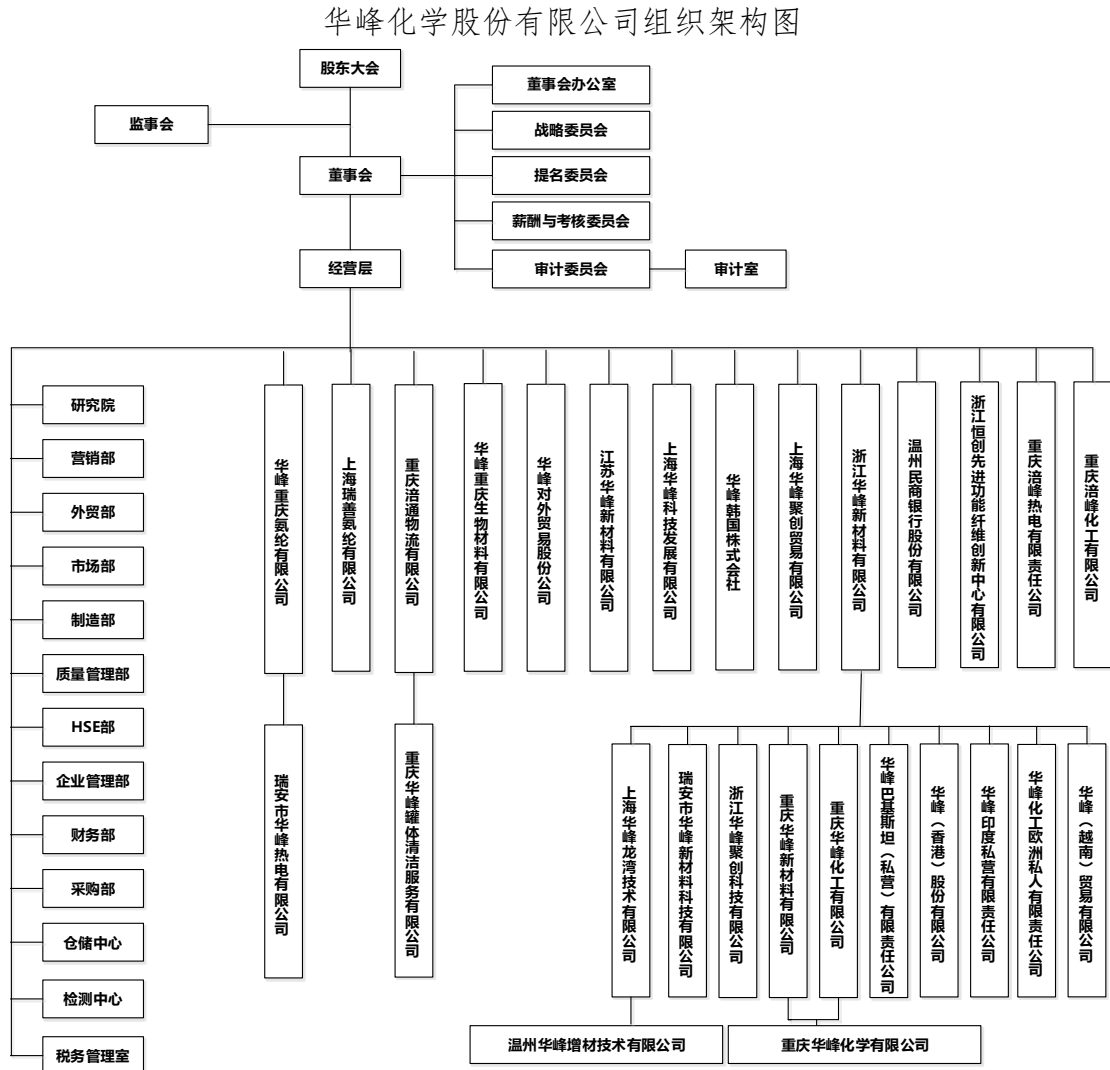 华峰化学股份有限公司组织架构图
股东大会
董事会办公室
监事会
战略委员会
董事会
提名委员会
薪酬与考核委员会
经营层
审计委员会
审计室
研究院
营销部
外贸部
市场部
制造部
质量管理部
HSE部
企业管理部
财务部
采购部
仓储中心
检测中心
税务管理室
华峰重庆氨纶有限公司
上海瑞善氨纶有限公司
重庆涪通物流有限公司
华峰重庆生物材料有限公司
华峰对外贸易股份公司
江苏华峰新材料有限公司
上海华峰科技发展有限公司
华峰韩国株式会社
上海华峰聚创贸易有限公司
浙江华峰新材料有限公司
温州民商银行股份有限公司
浙江恒创先进功能纤维创新中心有限公司
重庆涪峰热电有限责任公司
重庆涪峰化工有限公司
瑞安市华峰热电有限公司
重庆华峰罐体清洁服务有限公司
上海华峰龙湾技术有限公司
瑞安市华峰新材料科技有限公司
浙江华峰聚创科技有限公司
重庆华峰新材料有限公司
重庆华峰化工有限公司
华峰巴基斯坦（私营）有限责任公司
华峰（香港）股份有限公司
华峰印度私营有限责任公司
华峰化工欧洲私人有限责任公司
华峰（越南）贸易有限公司
温州华峰增材技术有限公司
重庆华峰化学有限公司